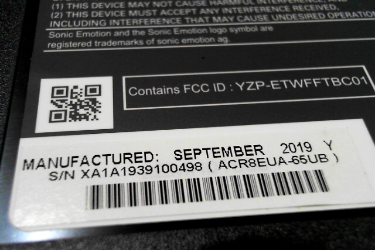 (1) THIS DEVICE MAY NOT CAUSE HARMFUL INTERFERENCE, AND
(2) THIS DEVICE MUST ACCEPT ANY INTERFERENCE RECEIVED,
INCLUDING INTERFERENCE THAT MAY CAUSE UNDESIRED OPERATION
Sonic Emotion and the Sonic Emotion logo symbol are
registered trademarks of sonic emotion ag.
Contains FCC ID : YZP-ETWFFTBC01
MANUFACTURED: SEPTEMBER 2019 Y
S/N XA1A1939100498 ( ACR8EUA-65UB )